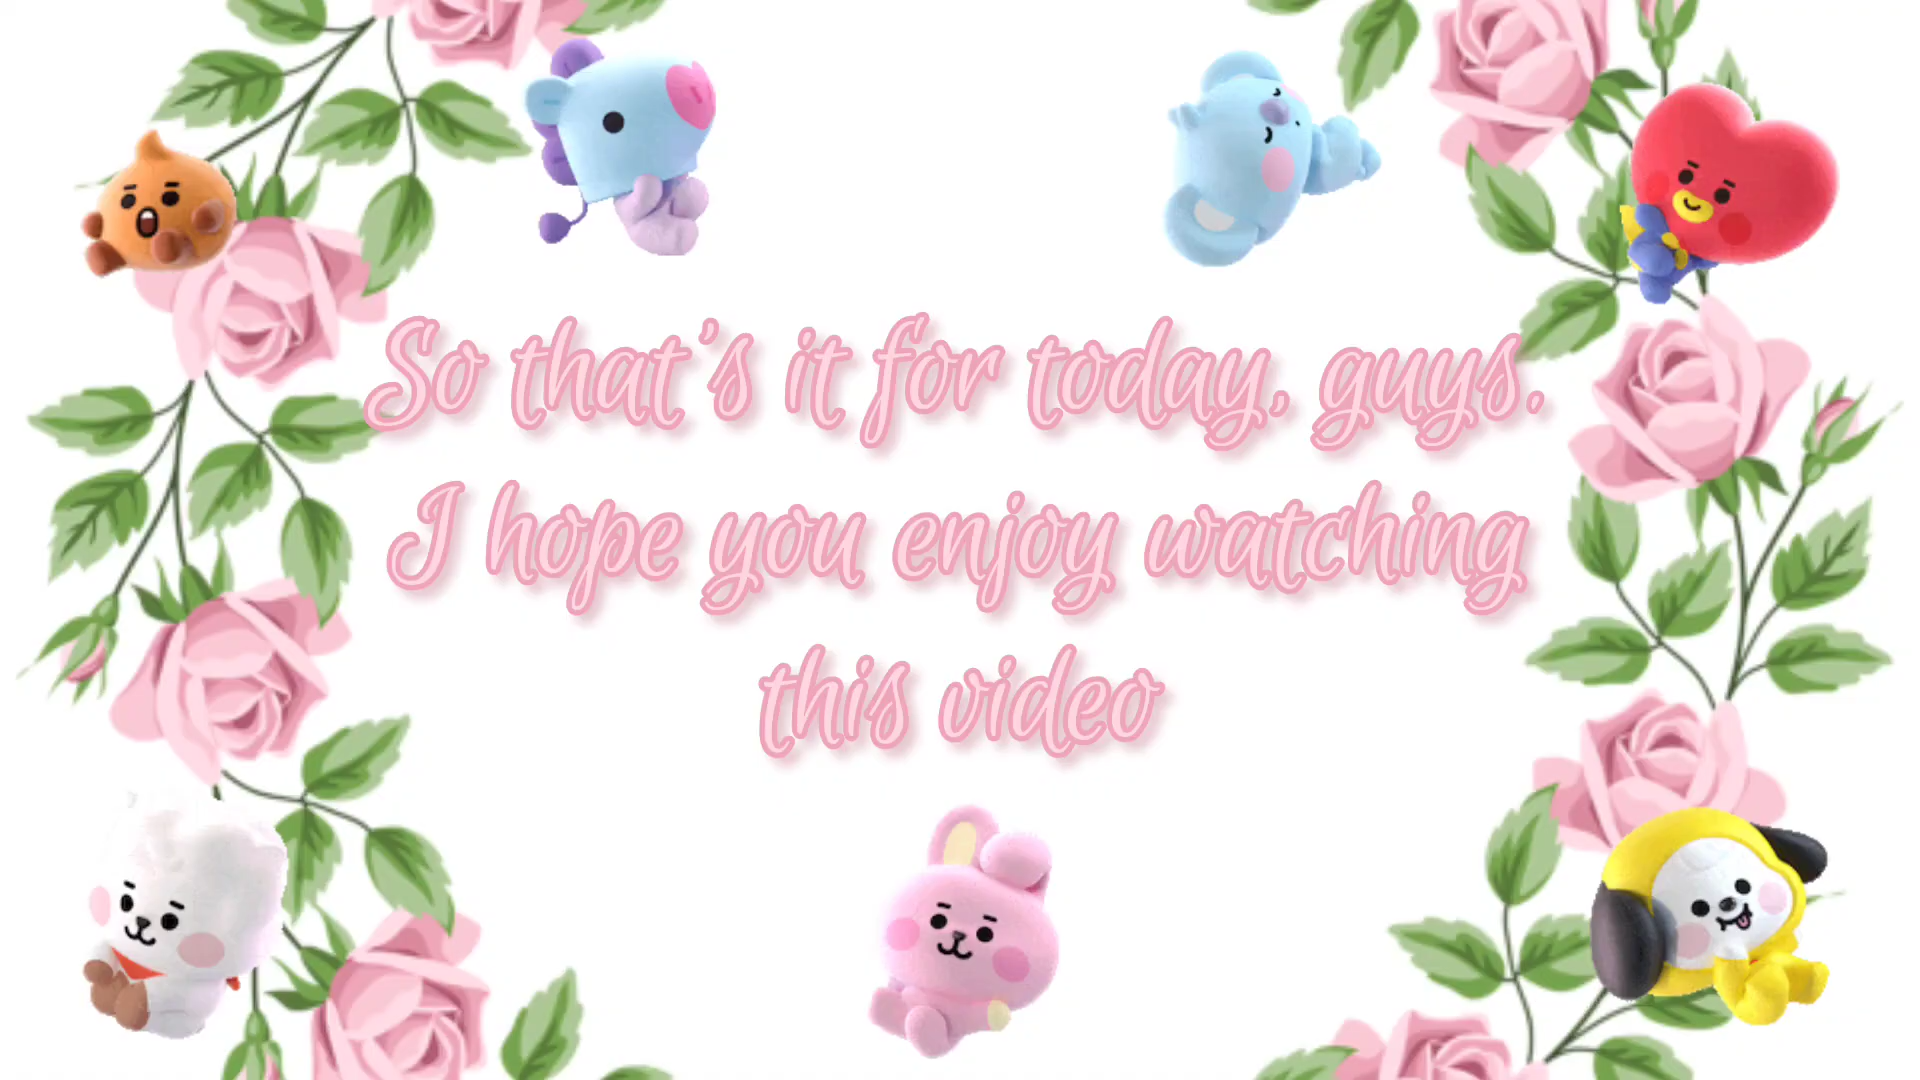 So that's it for today, guys.
I hope you enjoy watching
this video